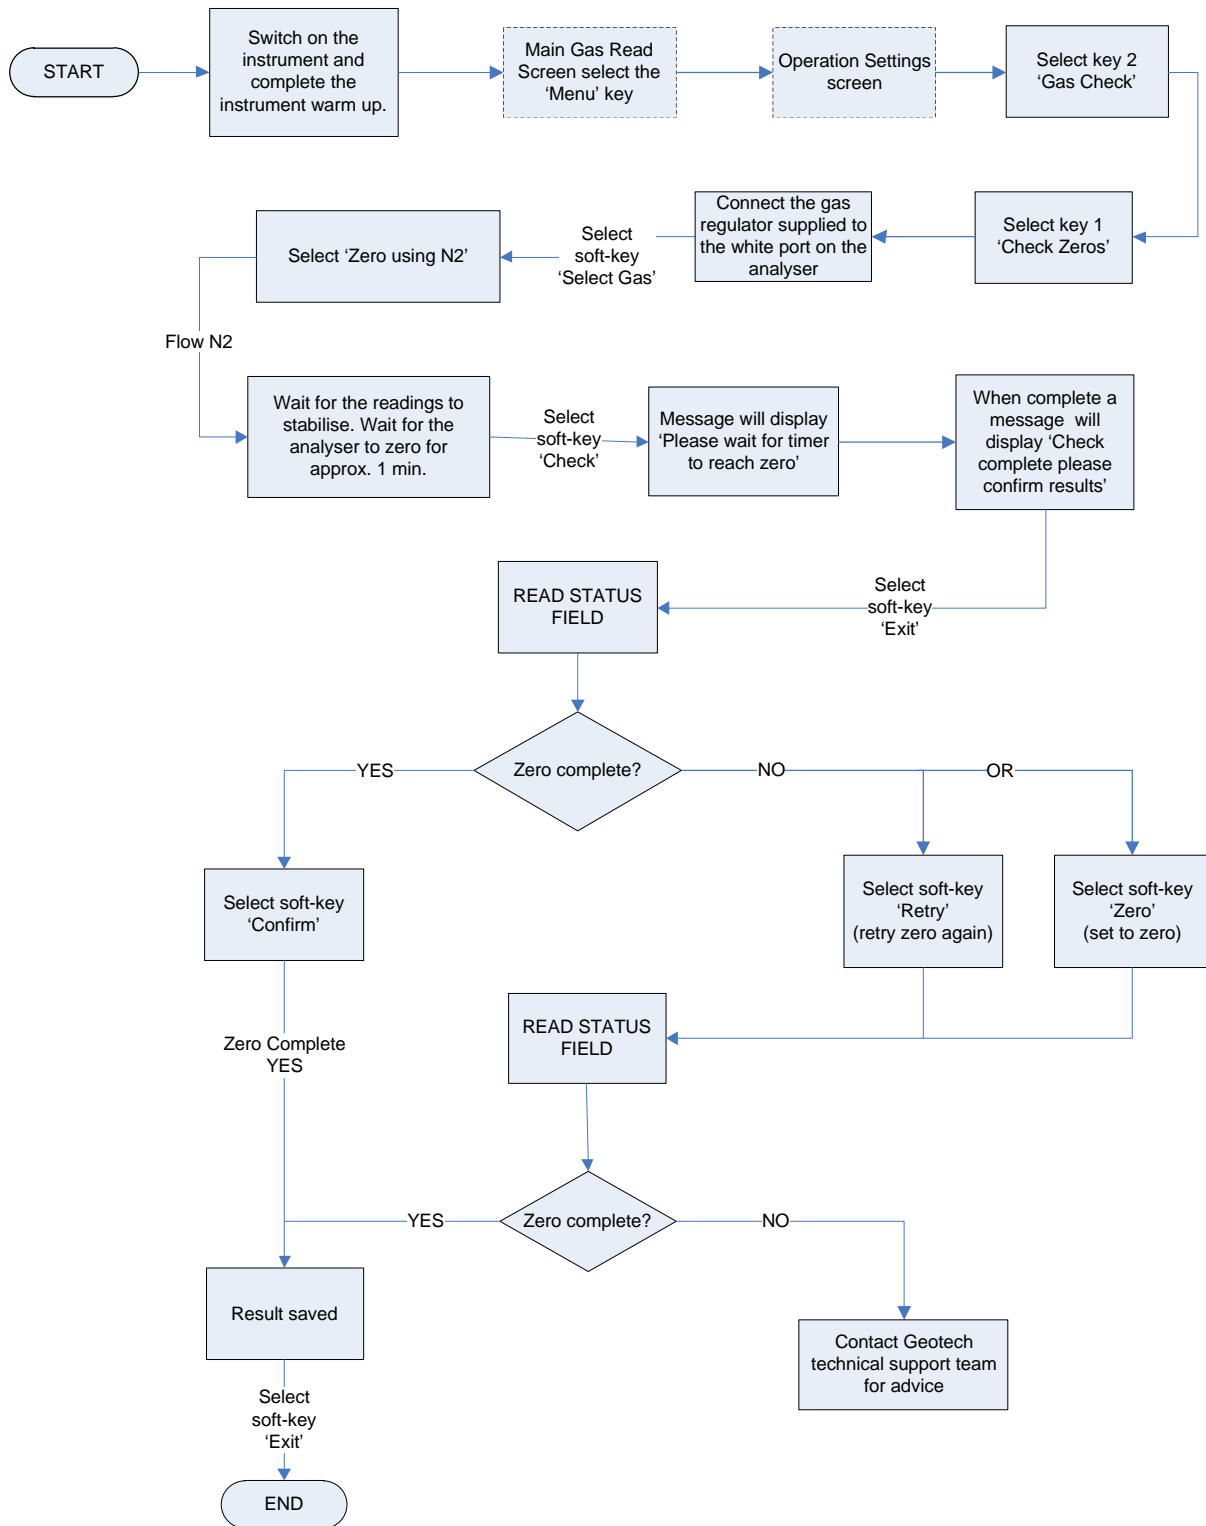 START
Switch on the
instrument and
complete the
instrument warm up.
Main Gas Read
Screen select the
‘Menu’ key
Operation Settings
screen
Select key 2
‘Gas Check’
Select key 1
‘Check Zeros’
Connect the gas
regulator supplied to
the white port on the
analyser
Select
soft-key
‘Select Gas’
Select ‘Zero using N2’
Flow N2
Wait for the readings to
stabilise. Wait for the
analyser to zero for
approx. 1 min.
Select
soft-key
‘Check’
Message will display
‘Please wait for timer
to reach zero’
When complete a
message will
display ‘Check
complete please
confirm results’
Select
soft-key
‘Exit’
READ STATUS
FIELD
Zero complete?
YES
NO
OR
Select soft-key
‘Confirm’
Select soft-key
‘Retry’
(retry zero again)
Select soft-key
‘Zero’
(set to zero)
Zero Complete
YES
READ STATUS
FIELD
Zero complete?
YES
NO
Result saved
Contact Geotech
technical support team
for advice
Select
soft-key
‘Exit’
END